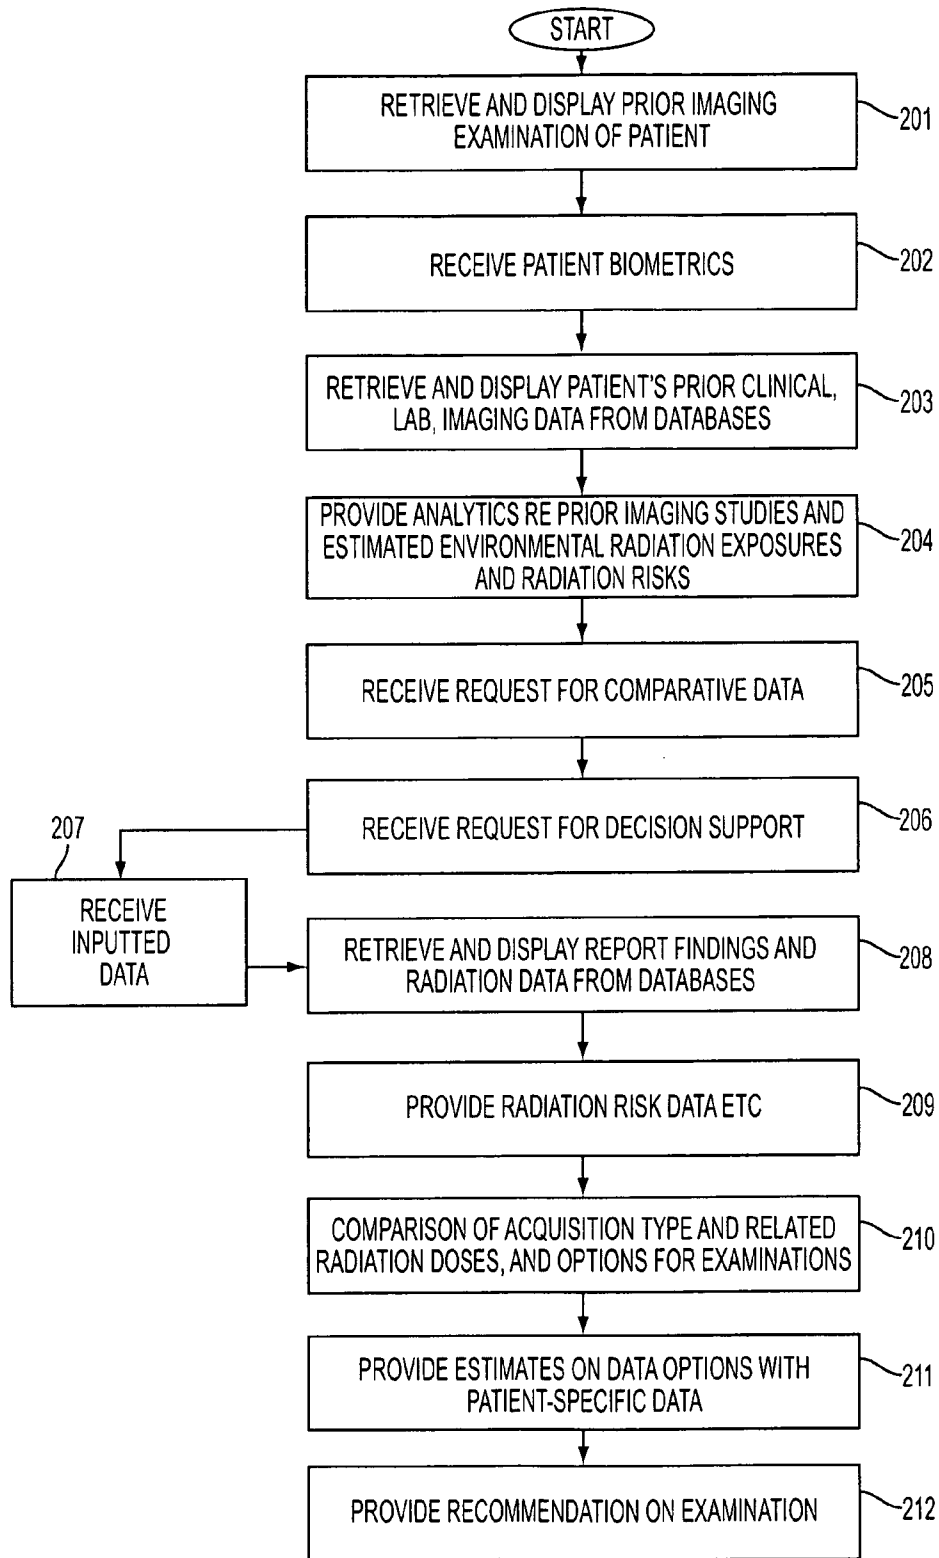 START
RETRIEVE AND DISPLAY PRIOR IMAGING
EXAMINATION OF PATIENT
201
RECEIVE PATIENT BIOMETRICS
202
RETRIEVE AND DISPLAY PATIENT'S PRIOR CLINICAL,
LAB, IMAGING DATA FROM DATABASES
203
PROVIDE ANALYTICS RE PRIOR IMAGING STUDIES AND
ESTIMATED ENVIRONMENTAL RADIATION EXPOSURES
AND RADIATION RISKS
204
RECEIVE REQUEST FOR COMPARATIVE DATA
205
RECEIVE REQUEST FOR DECISION SUPPORT
206
207
RECEIVE
INPUTTED
DATA
RETRIEVE AND DISPLAY REPORT FINDINGS AND
RADIATION DATA FROM DATABASES
208
PROVIDE RADIATION RISK DATA ETC
209
COMPARISON OF ACQUISITION TYPE AND RELATED
RADIATION DOSES, AND OPTIONS FOR EXAMINATIONS
210
PROVIDE ESTIMATES ON DATA OPTIONS WITH
PATIENT-SPECIFIC DATA
211
PROVIDE RECOMMENDATION ON EXAMINATION
212